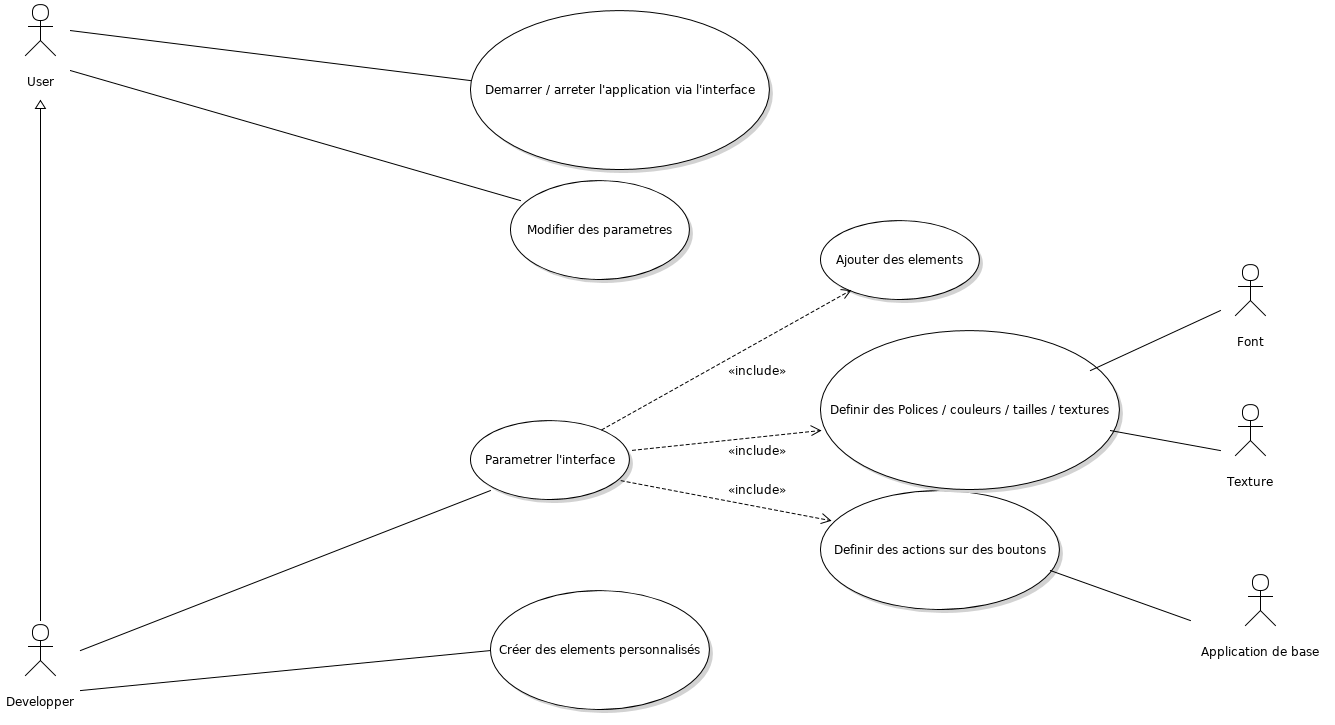 User
Demarrer / arreter l'application via l'interface
Modifier des parametres
Ajouter des elements
Font
«include»
Definir des Polices / couleurs / tailles / textures
Parametrer l'interface
«include»
Texture
«include»
Definir des actions sur des boutons
Créer des elements personnalisés
Application de base
Developper